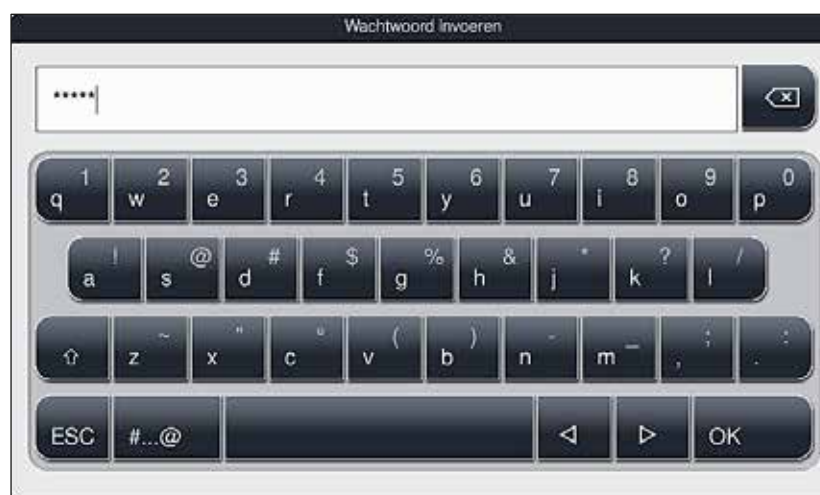 Wachtwoord invoeren
*****
1 2 3 4 5 6 7 8 9 0
q w e r t y u i o p
! @ # $ % & * ? /
a s d f g h j k l
~ " º ( ) - _ ; :
z x c v b n m , .
ESC #...@ OK